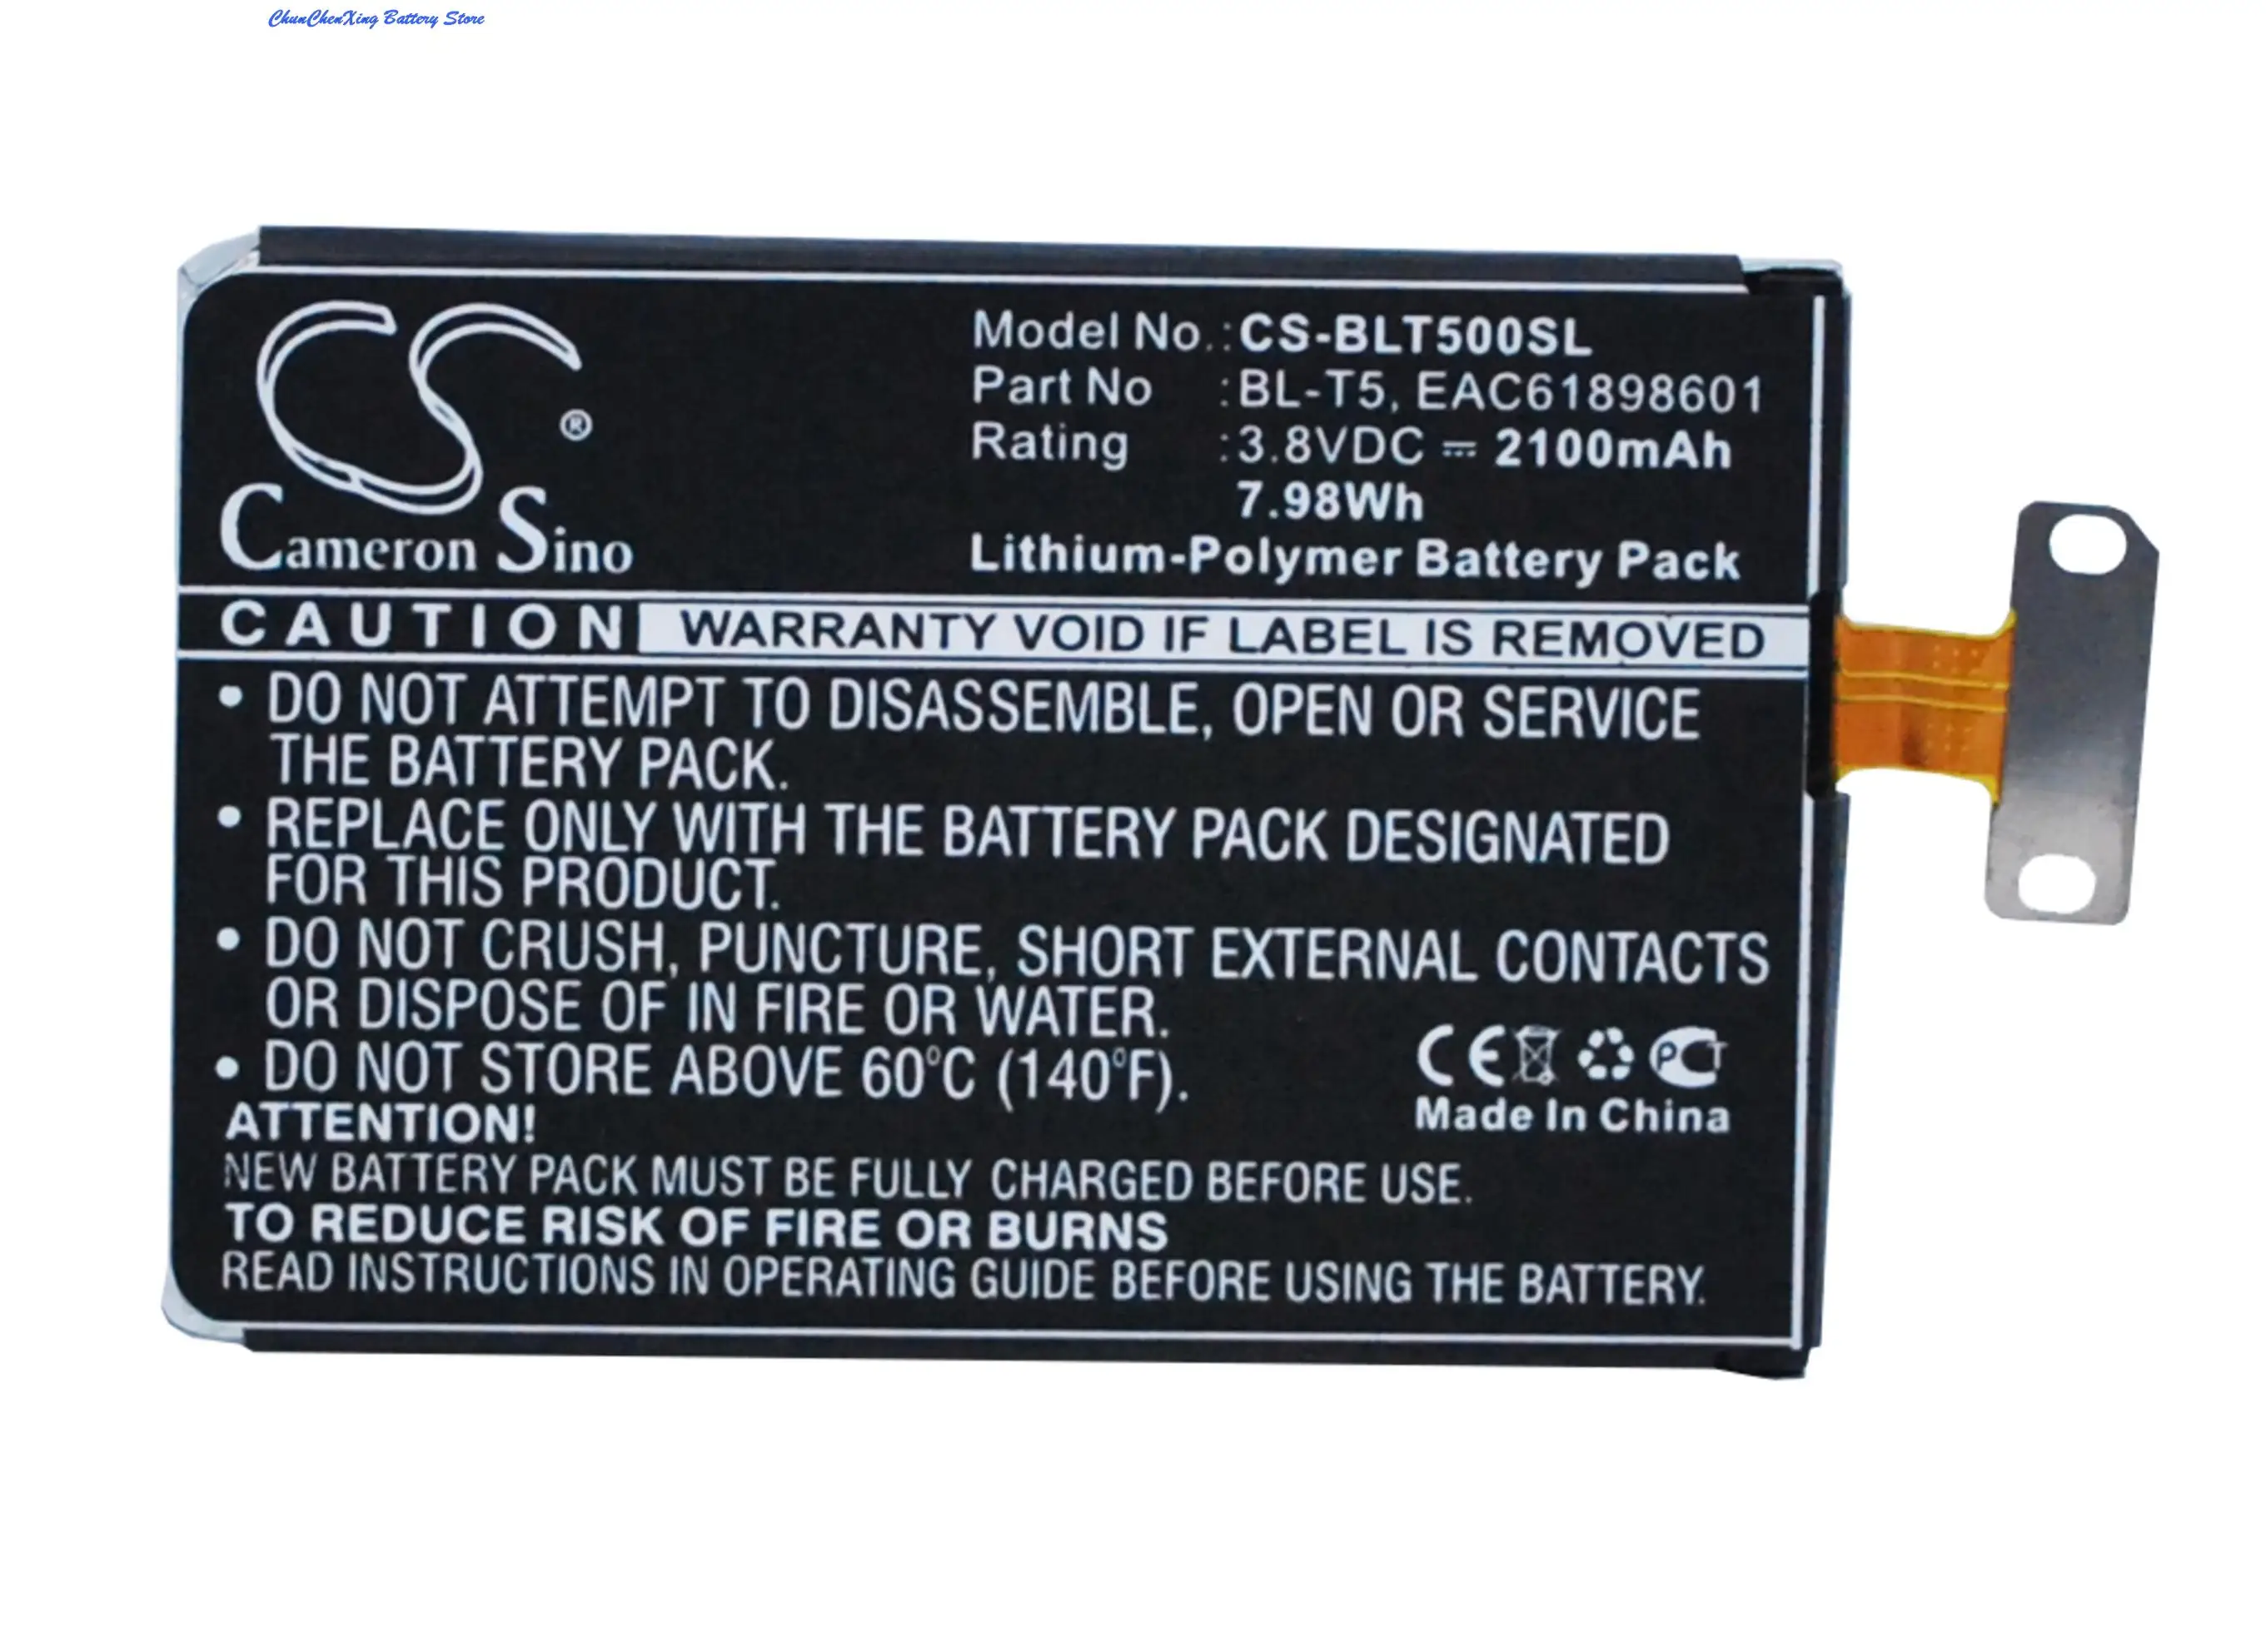 ChunChenXing Battery Store
CS®
Cameron Sino
Model No.:CS-BLT500SL
Part No :BL-T5, EAC61898601
Rating :3.8VDC ⎓ 2100mAh
7.98Wh
Lithium-Polymer Battery Pack
CAUTION WARRANTY VOID IF LABEL IS REMOVED
• DO NOT ATTEMPT TO DISASSEMBLE, OPEN OR SERVICE
THE BATTERY PACK.
• REPLACE ONLY WITH THE BATTERY PACK DESIGNATED
FOR THIS PRODUCT.
• DO NOT CRUSH, PUNCTURE, SHORT EXTERNAL CONTACTS
OR DISPOSE OF IN FIRE OR WATER.
• DO NOT STORE ABOVE 60°C (140°F).
CE PCT
Made In China
ATTENTION!
NEW BATTERY PACK MUST BE FULLY CHARGED BEFORE USE.
TO REDUCE RISK OF FIRE OR BURNS
READ INSTRUCTIONS IN OPERATING GUIDE BEFORE USING THE BATTERY.